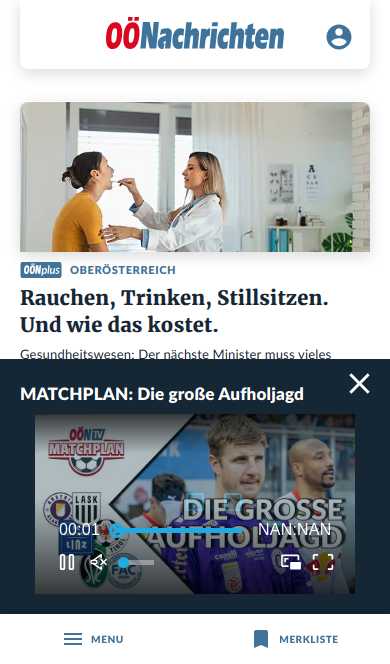 OÖNachrichten
OÖNplus OBERÖSTERREICH
Rauchen, Trinken, Stillsitzen.
Und wie das kostet.
Gesundheitswesen: Der nächste Minister muss vieles
MATCHPLAN: Die große Aufholjagd
OÖN TV
MATCHPLAN
LASK
LINZ
FAC
DIE GROSSE
AUFHOLJAGD
00:01
NAN:NAN
MENU
MERKLISTE